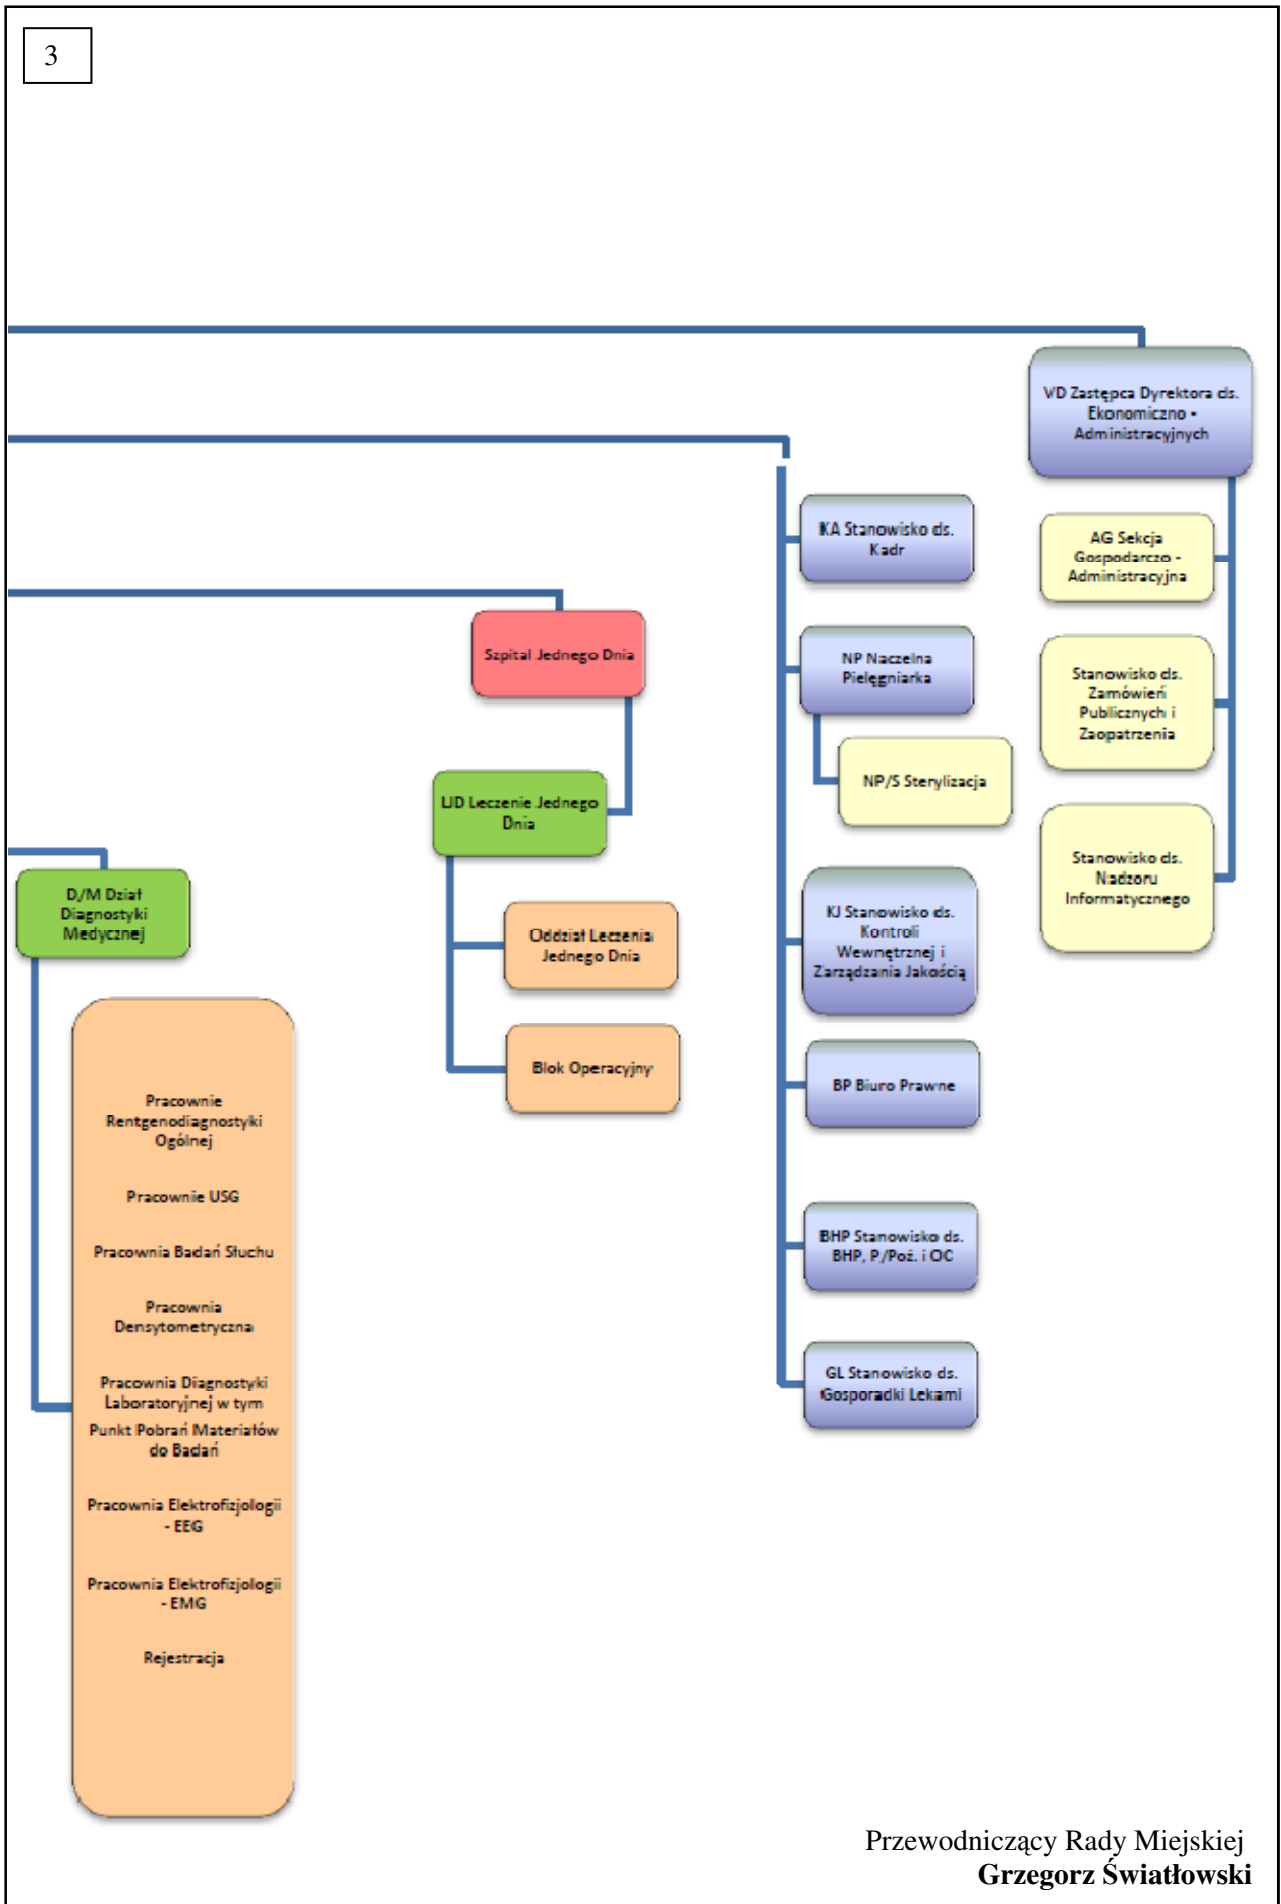 3
VD Zastępca Dyrektora ds.
Ekonomiczno -
Administracyjnych
KA Stanowisko ds.
Kadr
AG Sekcja
Gospodarczo -
Administracyjna
Szpital Jednego Dnia
NP Naczelna
Pielęgniarka
Stanowisko ds.
Zamówień
Publicznych i
Zaopatrzenia
NP/S Sterylizacja
LJD Leczenie Jednego
Dnia
Stanowisko ds.
Nadzoru
Informatycznego
D/M Dział
Diagnostyki
Medycznej
KJ Stanowisko ds.
Kontroli
Wewnętrznej i
Zarządzania Jakością
Oddział Leczenia
Jednego Dnia
Blok Operacyjny
BP Biuro Prawne
Pracownie
Rentgenodiagnostyki
Ogólnej
Pracownie USG
Pracownia Badań Słuchu
Pracownia
Densytometryczna
Pracownia Diagnostyki
Laboratoryjnej w tym
Punkt Pobrań Materiałów
do Badań
Pracownia Elektrofizjologii
- EEG
Pracownia Elektrofizjologii
- EMG
Rejestracja
BHP Stanowisko ds.
BHP, P/Poż. i OC
GL Stanowisko ds.
Gosporadki Lekami
Przewodniczący Rady Miejskiej
Grzegorz Światłowski